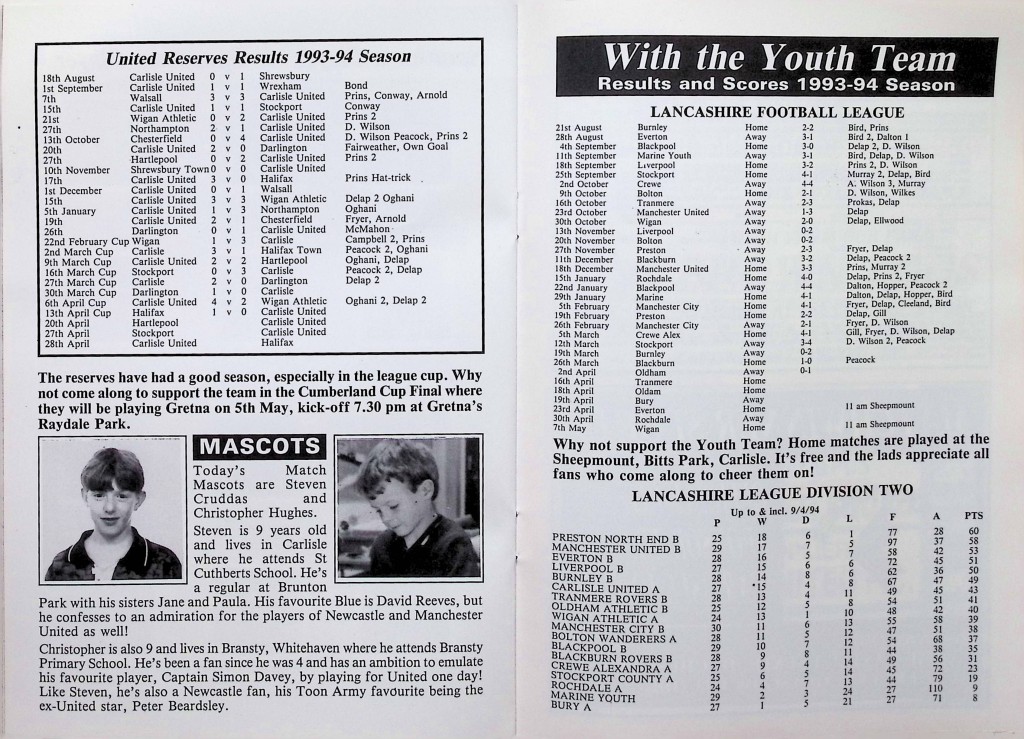 United Reserves Results 1993-94 Season
18th August Carlisle United 0 v 1 Shrewsbury
1st September Carlisle United 1 v 1 Wrexham Bond
7th Walsall 3 v 3 Carlisle United Prins, Conway, Arnold
15th Carlisle United 1 v 1 Stockport Conway
21st Wigan Athletic 0 v 2 Carlisle United Prins 2
27th Northampton 2 v 1 Carlisle United D. Wilson
13th October Chesterfield 0 v 4 Carlisle United D. Wilson Peacock, Prins 2
20th Carlisle United 2 v 0 Darlington Fairweather, Own Goal
27th Hartlepool 0 v 2 Carlisle United Prins 2
10th November Shrewsbury Town 0 v 0 Carlisle United
17th Carlisle United 3 v 0 Halifax Prins Hat-trick
1st December Carlisle United 0 v 1 Walsall
15th Carlisle United 3 v 3 Wigan Athletic Delap 2 Oghani
5th January Carlisle United 1 v 3 Northampton Oghani
19th Carlisle United 2 v 1 Chesterfield Fryer, Arnold
26th Darlington 0 v 1 Carlisle United McMahon
22nd February Cup Wigan 1 v 3 Carlisle Campbell 2, Prins
2nd March Cup Carlisle 3 v 1 Halifax Town Peacock 2, Oghani
9th March Cup Carlisle United 2 v 2 Hartlepool Oghani, Delap
16th March Cup Stockport 0 v 3 Carlisle Peacock 2, Delap
27th March Cup Carlisle 2 v 0 Darlington Delap 2
30th March Cup Darlington 1 v 0 Carlisle
6th April Cup Carlisle United 4 v 2 Wigan Athletic Oghani 2, Delap 2
13th April Cup Halifax 1 v 0 Carlisle United
20th April Hartlepool Carlisle United
27th April Stockport Carlisle United
28th April Carlisle United Halifax
The reserves have had a good season, especially in the league cup. Why
not come along to support the team in the Cumberland Cup Final where
they will be playing Gretna on 5th May, kick-off 7.30 pm at Gretna's
Raydale Park.
MASCOTS
Today's Match
Mascots are Steven
Cruddas and
Christopher Hughes.
Steven is 9 years old
and lives in Carlisle
where he attends St
Cuthberts School. He's
a regular at Brunton
Park with his sisters Jane and Paula. His favourite Blue is David Reeves, but
he confesses to an admiration for the players of Newcastle and Manchester
United as well!
Christopher is also 9 and lives in Bransty, Whitehaven where he attends Bransty
Primary School. He's been a fan since he was 4 and has an ambition to emulate
his favourite player, Captain Simon Davey, by playing for United one day!
Like Steven, he's also a Newcastle fan, his Toon Army favourite being the
ex-United star, Peter Beardsley.
With the Youth Team
Results and Scores 1993-94 Season
LANCASHIRE FOOTBALL LEAGUE
21st August Burnley Home 2-2 Bird, Prins
28th August Everton Away 3-1 Bird 2, Dalton 1
4th September Blackpool Home 3-0 Delap 2, D. Wilson
11th September Marine Youth Away 3-1 Bird, Delap, D. Wilson
18th September Liverpool Home 3-2 Prins 2, D. Wilson
25th September Stockport Home 4-1 Murray 2, Delap, Bird
2nd October Crewe Away 4-4 A. Wilson 3, Murray
9th October Bolton Home 2-1 D. Wilson, Wilkes
16th October Tranmere Away 2-3 Prokas, Delap
23rd October Manchester United Away 1-3 Delap
30th October Wigan Away 2-0 Delap, Ellwood
13th November Liverpool Away 0-2
20th November Bolton Away 0-2
27th November Preston Away 2-3 Fryer, Delap
11th December Blackburn Away 3-2 Delap, Peacock 2
18th December Manchester United Home 3-3 Prins, Murray 2
15th January Rochdale Home 4-0 Delap, Prins 2, Fryer
22nd January Blackpool Away 4-4 Dalton, Hopper, Peacock 2
29th January Marine Home 4-1 Dalton, Delap, Hopper, Bird
5th February Manchester City Home 4-1 Fryer, Delap, Cleeland, Bird
19th February Preston Home 2-2 Delap, Gill
26th February Manchester City Away 2-1 Fryer, D. Wilson
5th March Crewe Alex Home 4-1 Gill, Fryer, D. Wilson, Delap
12th March Stockport Away 3-4 D. Wilson 2, Peacock
19th March Burnley Away 0-2
26th March Blackburn Home 1-0 Peacock
2nd April Oldham Away 0-1
16th April Tranmere Home
18th April Oldam Home
19th April Bury Away
23rd April Everton Home 11 am Sheepmount
30th April Rochdale Away
7th May Wigan Home 11 am Sheepmount
Why not support the Youth Team? Home matches are played at the
Sheepmount, Bitts Park, Carlisle. It's free and the lads appreciate all
fans who come along to cheer them on!
LANCASHIRE LEAGUE DIVISION TWO
Up to & incl. 9/4/94
P W D L F A PTS
PRESTON NORTH END B 25 18 6 1 77 28 60
MANCHESTER UNITED B 29 17 7 5 97 37 58
EVERTON B 28 16 5 7 58 42 53
LIVERPOOL B 27 15 6 6 72 45 51
BURNLEY B 28 14 8 6 62 36 50
CARLISLE UNITED A 27 15 4 8 67 47 49
TRANMERE ROVERS B 28 13 4 11 49 45 43
OLDHAM ATHLETIC B 25 12 5 8 54 51 41
WIGAN ATHLETIC A 24 13 1 10 48 42 40
MANCHESTER CITY B 30 11 6 13 55 58 39
BOLTON WANDERERS A 28 11 5 12 47 51 38
BLACKPOOL B 29 10 7 12 54 68 37
BLACKBURN ROVERS B 28 9 8 11 44 38 35
CREWE ALEXANDRA A 27 9 4 14 49 56 31
STOCKPORT COUNTY A 25 6 5 14 45 72 23
ROCHDALE A 24 4 7 13 44 79 19
MARINE YOUTH 29 2 3 24 27 110 9
BURY A 27 1 5 21 27 71 8